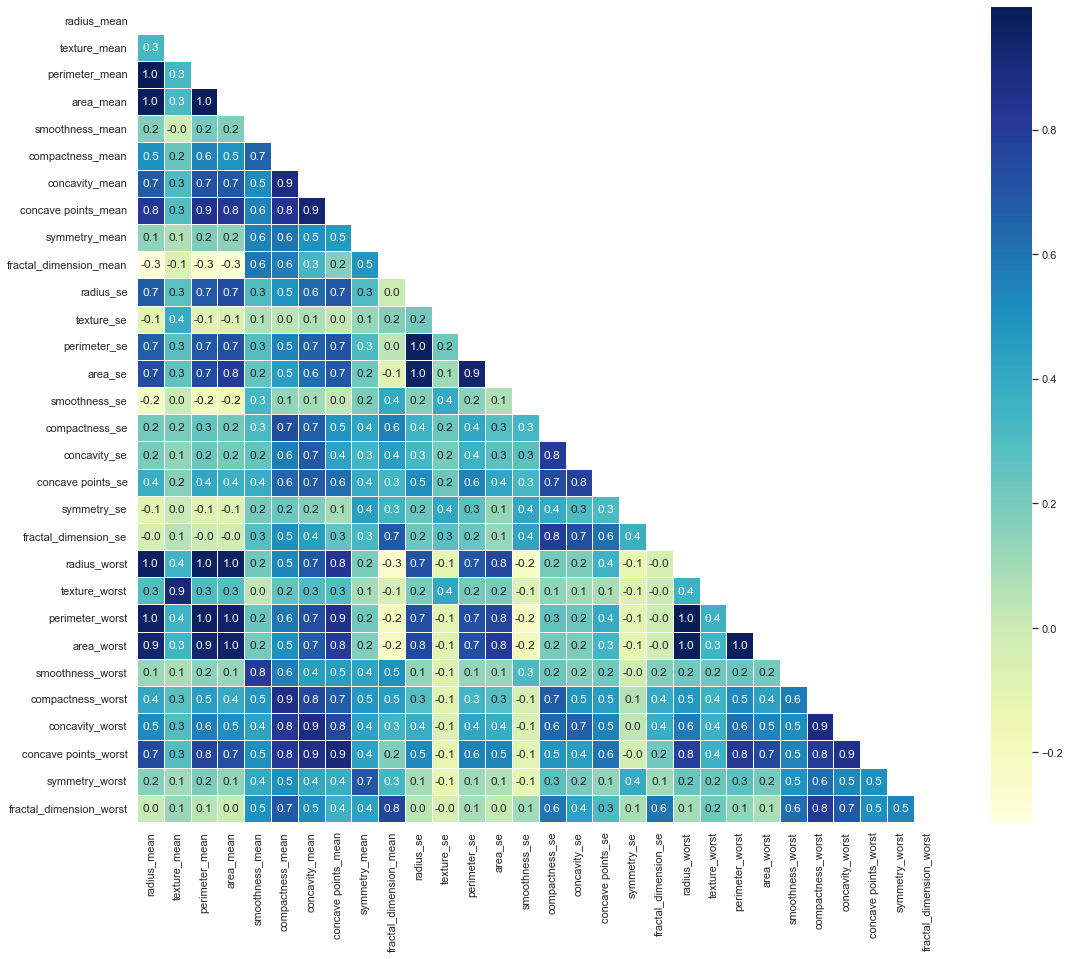 radius_mean
texture_mean 0.3
perimeter_mean 1.0 0.3
area_mean 1.0 0.3 1.0
smoothness_mean 0.2 -0.0 0.2 0.2
compactness_mean 0.5 0.2 0.6 0.5 0.7
concavity_mean 0.7 0.3 0.7 0.7 0.5 0.9
concave points_mean 0.8 0.3 0.9 0.8 0.6 0.8 0.9
symmetry_mean 0.1 0.1 0.2 0.2 0.6 0.6 0.5 0.5
fractal_dimension_mean -0.3 -0.1 -0.3 -0.3 0.6 0.6 0.3 0.2 0.5
radius_se 0.7 0.3 0.7 0.7 0.3 0.5 0.6 0.7 0.3 0.0
texture_se -0.1 0.4 -0.1 -0.1 0.1 0.0 0.1 0.0 0.1 0.2 0.2
perimeter_se 0.7 0.3 0.7 0.7 0.3 0.5 0.7 0.7 0.3 0.0 1.0 0.2
area_se 0.7 0.3 0.7 0.8 0.2 0.5 0.6 0.7 0.2 -0.1 1.0 0.1 0.9
smoothness_se -0.2 0.0 -0.2 -0.2 0.3 0.1 0.1 0.0 0.2 0.4 0.2 0.4 0.2 0.1
compactness_se 0.2 0.2 0.3 0.2 0.3 0.7 0.7 0.5 0.4 0.6 0.4 0.2 0.4 0.3 0.3
concavity_se 0.2 0.1 0.2 0.2 0.2 0.6 0.7 0.4 0.3 0.4 0.3 0.2 0.4 0.3 0.3 0.8
concave points_se 0.4 0.2 0.4 0.4 0.4 0.6 0.7 0.6 0.4 0.3 0.5 0.2 0.6 0.4 0.3 0.7 0.8
symmetry_se -0.1 0.0 -0.1 -0.1 0.2 0.2 0.2 0.1 0.4 0.3 0.2 0.4 0.3 0.1 0.4 0.4 0.3 0.3
fractal_dimension_se -0.0 0.1 -0.0 -0.0 0.3 0.5 0.4 0.3 0.3 0.7 0.2 0.3 0.2 0.1 0.4 0.8 0.7 0.6 0.4
radius_worst 1.0 0.4 1.0 1.0 0.2 0.5 0.7 0.8 0.2 -0.3 0.7 -0.1 0.7 0.8 -0.2 0.2 0.2 0.4 -0.1 -0.0
texture_worst 0.3 0.9 0.3 0.3 0.0 0.2 0.3 0.3 0.1 -0.1 0.2 0.4 0.2 0.2 -0.1 0.1 0.1 0.1 -0.1 -0.0 0.4
perimeter_worst 1.0 0.4 1.0 1.0 0.2 0.6 0.7 0.9 0.2 -0.2 0.7 -0.1 0.7 0.8 -0.2 0.3 0.2 0.4 -0.1 -0.0 1.0 0.4
area_worst 0.9 0.3 0.9 1.0 0.2 0.5 0.7 0.8 0.2 -0.2 0.8 -0.1 0.7 0.8 -0.2 0.2 0.2 0.3 -0.1 -0.0 1.0 0.3 1.0
smoothness_worst 0.1 0.1 0.2 0.1 0.8 0.6 0.4 0.5 0.4 0.5 0.1 -0.1 0.1 0.1 0.3 0.2 0.2 0.2 -0.0 0.2 0.2 0.2 0.2 0.2
compactness_worst 0.4 0.3 0.5 0.4 0.5 0.9 0.8 0.7 0.5 0.5 0.3 -0.1 0.3 0.3 -0.1 0.7 0.5 0.5 0.1 0.4 0.5 0.4 0.5 0.4 0.6
concavity_worst 0.5 0.3 0.6 0.5 0.4 0.8 0.9 0.8 0.4 0.3 0.4 -0.1 0.4 0.4 -0.1 0.6 0.7 0.5 0.0 0.4 0.6 0.4 0.6 0.5 0.5 0.9
concave points_worst 0.7 0.3 0.8 0.7 0.5 0.8 0.9 0.9 0.4 0.2 0.5 -0.1 0.6 0.5 -0.1 0.5 0.4 0.6 -0.0 0.2 0.8 0.4 0.8 0.7 0.5 0.8 0.9
symmetry_worst 0.2 0.1 0.2 0.1 0.4 0.5 0.4 0.4 0.7 0.3 0.1 -0.1 0.1 0.1 -0.1 0.3 0.2 0.1 0.4 0.1 0.2 0.2 0.3 0.2 0.5 0.6 0.5 0.5
fractal_dimension_worst 0.0 0.1 0.1 0.0 0.5 0.7 0.5 0.4 0.4 0.8 0.0 -0.0 0.1 0.0 0.1 0.6 0.4 0.3 0.1 0.6 0.1 0.2 0.1 0.1 0.6 0.8 0.7 0.5 0.5
radius_mean
texture_mean
perimeter_mean
area_mean
smoothness_mean
compactness_mean
concavity_mean
concave points_mean
symmetry_mean
fractal_dimension_mean
radius_se
texture_se
perimeter_se
area_se
smoothness_se
compactness_se
concavity_se
concave points_se
symmetry_se
fractal_dimension_se
radius_worst
texture_worst
perimeter_worst
area_worst
smoothness_worst
compactness_worst
concavity_worst
concave points_worst
symmetry_worst
fractal_dimension_worst
0.8
0.6
0.4
0.2
0.0
−0.2